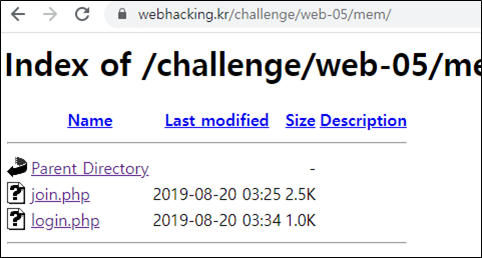 webhacking.kr/challenge/web-05/mem/
Index of /challenge/web-05/me
Name Last modified Size Description
Parent Directory -
join.php 2019-08-20 03:25 2.5K
login.php 2019-08-20 03:34 1.0K